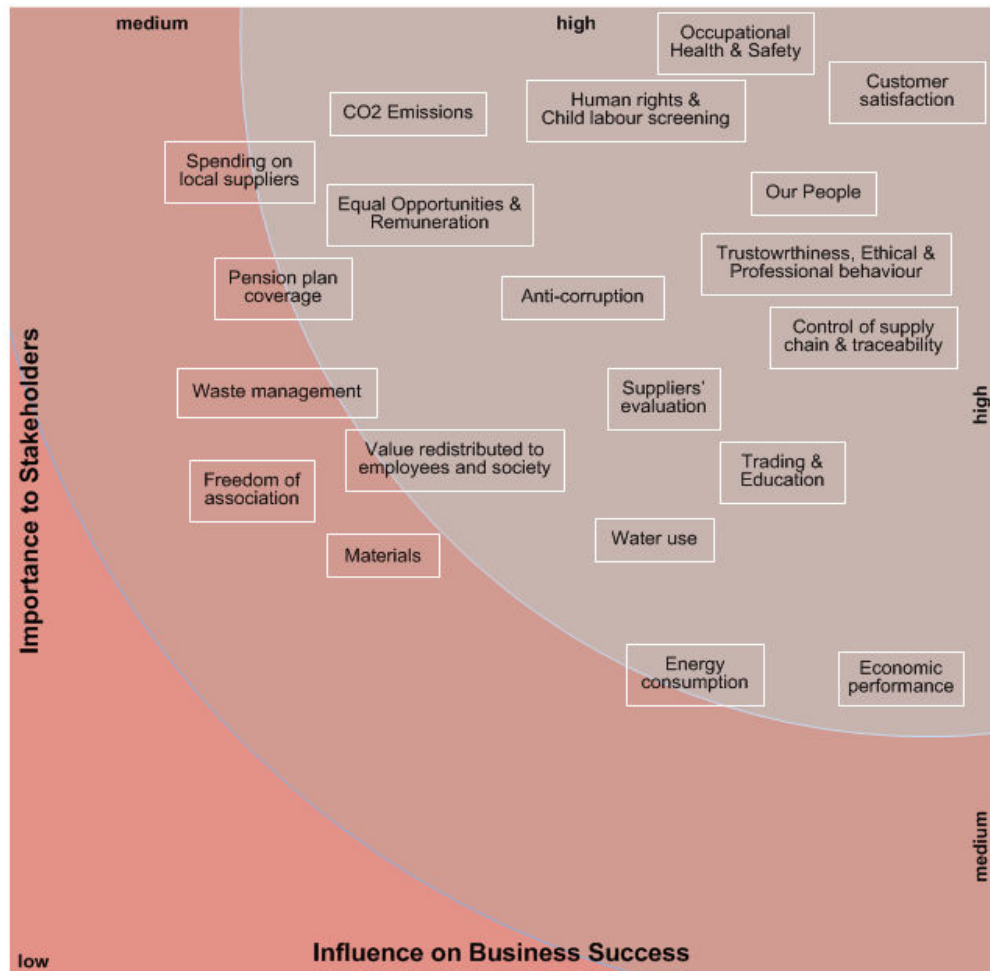 medium
high
Occupational
Health & Safety
Customer
satisfaction
CO2 Emissions
Human rights &
Child labour screening
Spending on
local suppliers
Our People
Equal Opportunities &
Remuneration
Trustowrthiness, Ethical &
Professional behaviour
Pension plan
coverage
Anti-corruption
Control of supply
chain & traceability
Waste management
Suppliers'
evaluation
high
Importance to Stakeholders
Value redistributed to
employees and society
Trading &
Education
Freedom of
association
Water use
Materials
Energy
consumption
Economic
performance
medium
Influence on Business Success
low